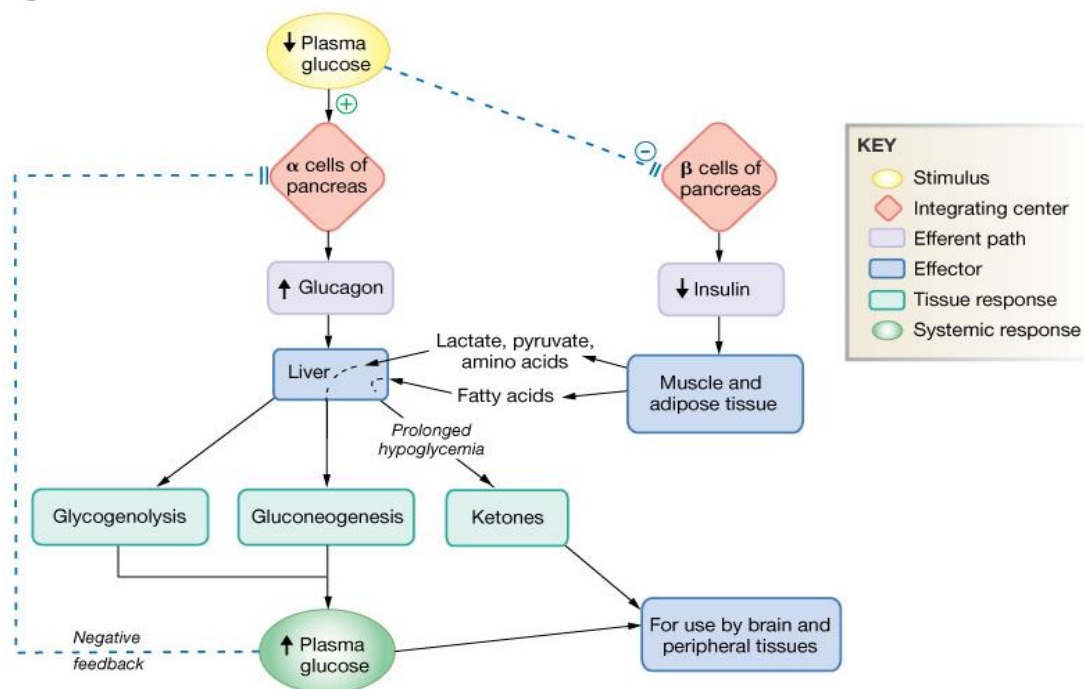 ↓ Plasma
glucose
+
α cells of
pancreas
−
β cells of
pancreas
↑ Glucagon
↓ Insulin
Liver
Lactate, pyruvate,
amino acids
Fatty acids
Muscle and
adipose tissue
Prolonged
hypoglycemia
Glycogenolysis
Gluconeogenesis
Ketones
Negative
feedback
↑ Plasma
glucose
For use by brain and
peripheral tissues
KEY
Stimulus
Integrating center
Efferent path
Effector
Tissue response
Systemic response